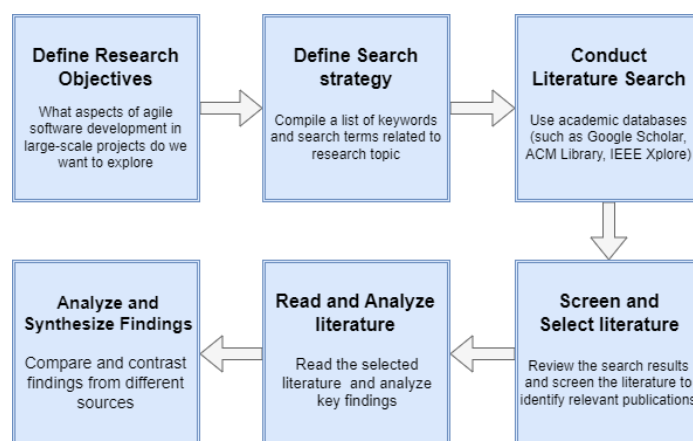 Define Research
Objectives
What aspects of agile
software development in
large-scale projects do we
want to explore
Define Search
strategy
Compile a list of keywords
and search terms related to
research topic
Conduct
Literature Search
Use academic databases
(such as Google Scholar,
ACM Library, IEEE Xplore)
Screen and
Select literature
Review the search results
and screen the literature to
identify relevant publications
Read and Analyze
literature
Read the selected
literature and analyze
key findings
Analyze and
Synthesize Findings
Compare and contrast
findings from different
sources